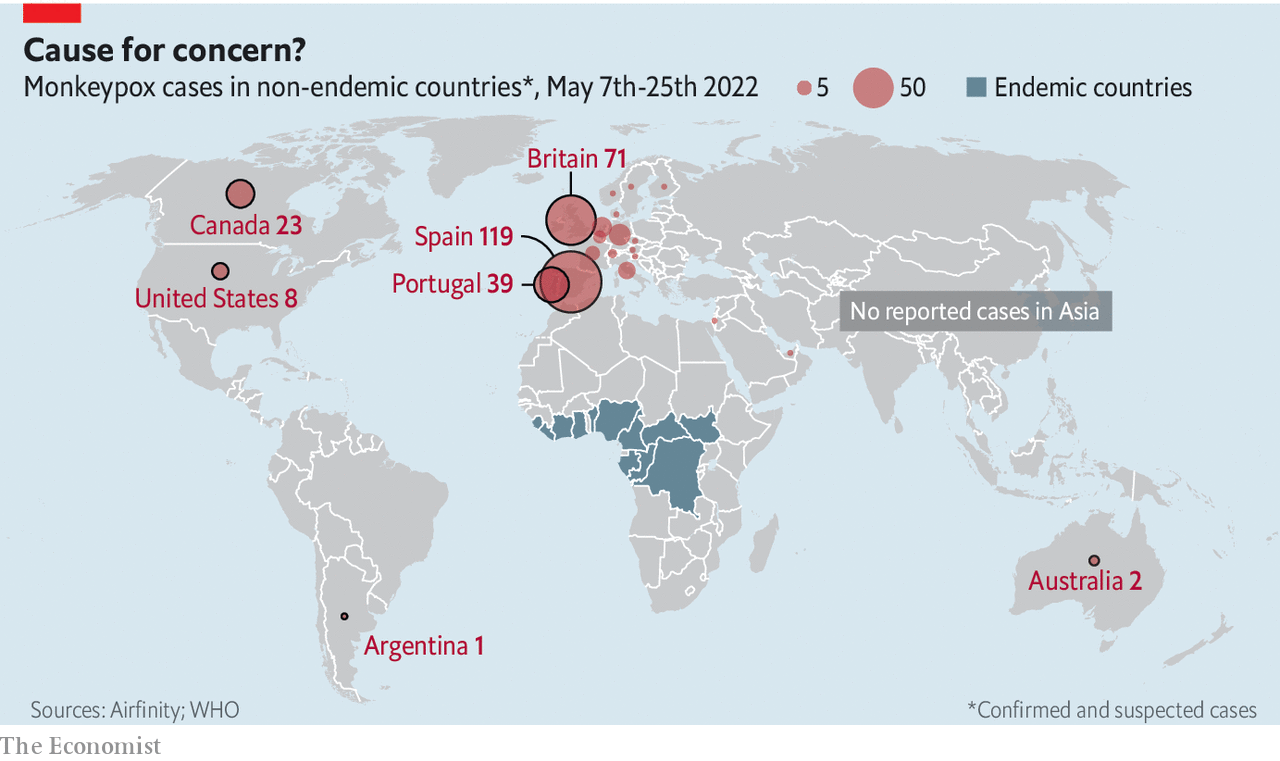 Cause for concern?
Monkeypox cases in non-endemic countries*, May 7th-25th 2022
5
50
Endemic countries
Britain 71
Canada 23
Spain 119
Portugal 39
United States 8
No reported cases in Asia
Australia 2
Argentina 1
Sources: Airfinity; WHO
*Confirmed and suspected cases
The Economist